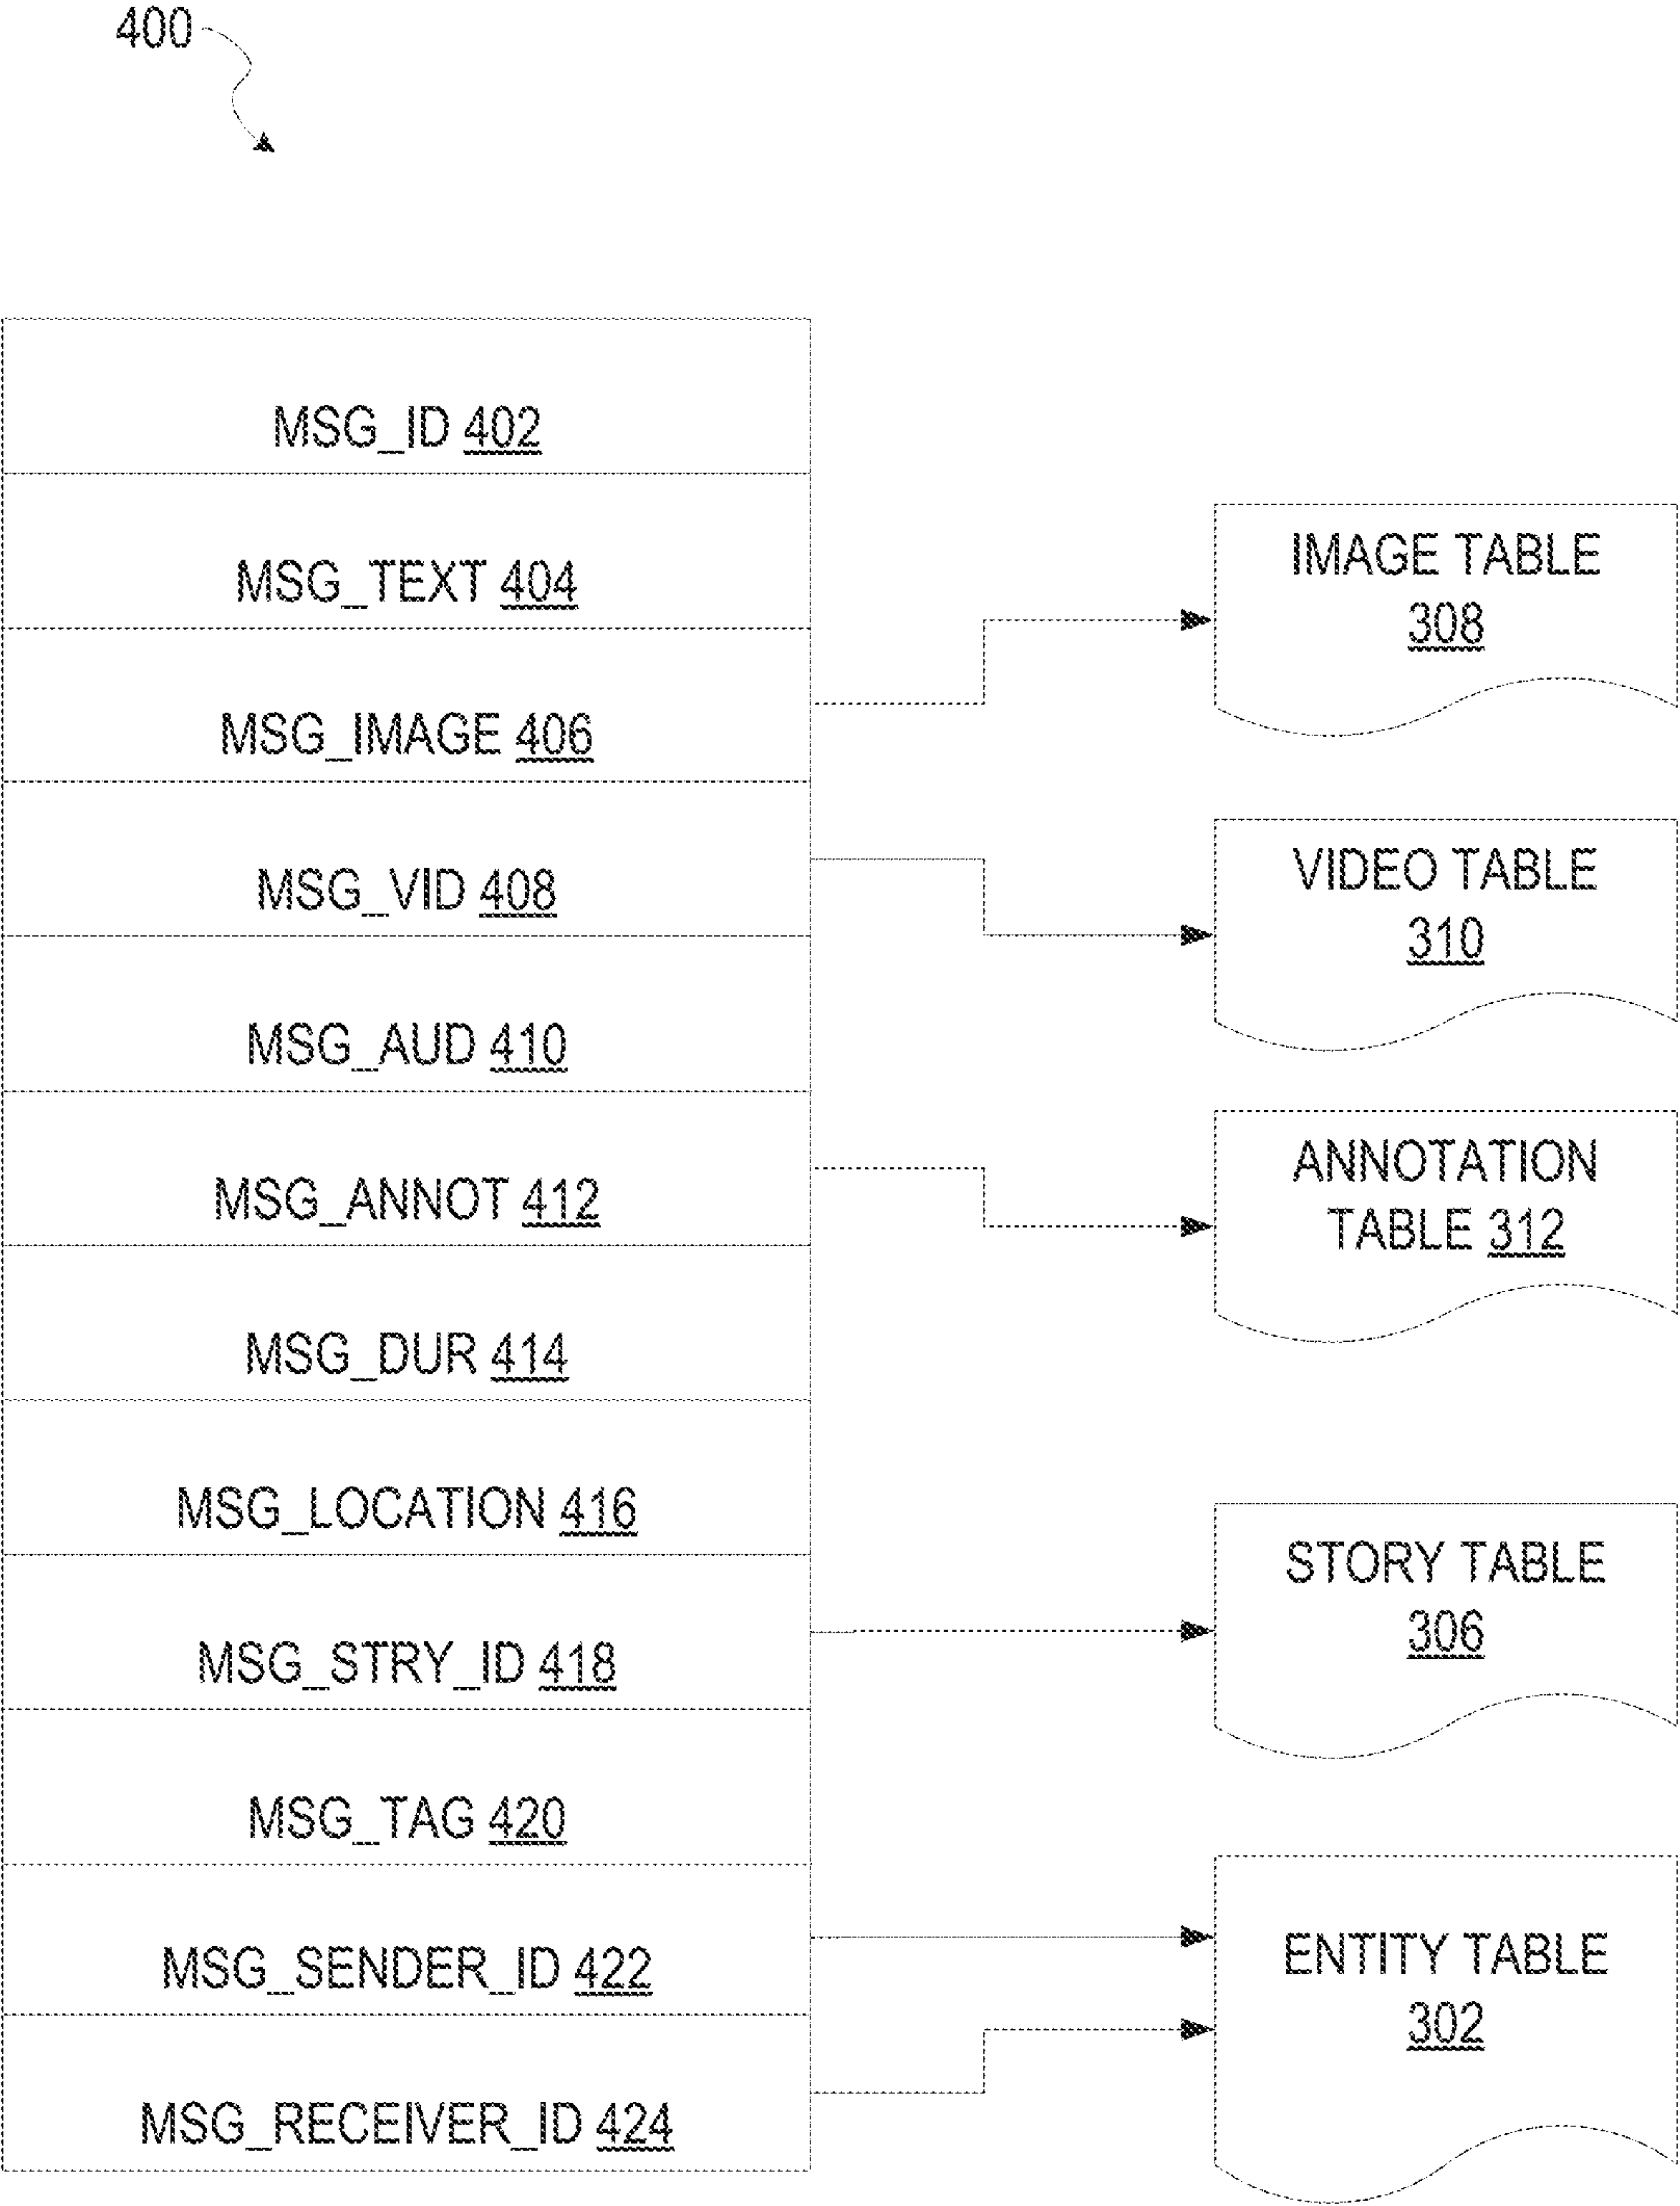 400
MSG_ID 402
MSG_TEXT 404
MSG_IMAGE 406
MSG_VID 408
MSG_AUD 410
MSG_ANNOT 412
MSG_DUR 414
MSG_LOCATION 416
MSG_STRY_ID 418
MSG_TAG 420
MSG_SENDER_ID 422
MSG_RECEIVER_ID 424
IMAGE TABLE
308
VIDEO TABLE
310
ANNOTATION
TABLE 312
STORY TABLE
306
ENTITY TABLE
302